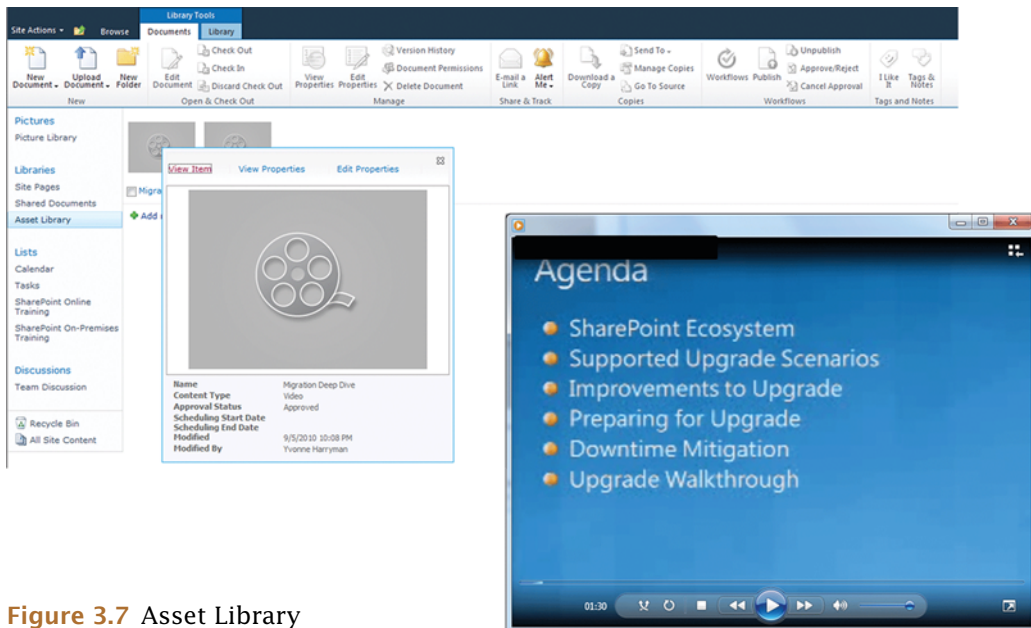 Library Tools
Site Actions Browse Documents Library
New Document Upload Document New Folder
New
Edit Document Check Out Check In Discard Check Out
Open & Check Out
View Properties Edit Properties Version History Document Permissions Delete Document
Manage
E-mail a Link Alert Me
Share & Track
Download a Copy Send To Manage Copies Go To Source
Copies
Workflows Publish Unpublish Approve/Reject Cancel Approval
Workflows
I Like It Tags & Notes
Tags and Notes
Pictures
Picture Library
Libraries
Site Pages
Shared Documents
Asset Library
Lists
Calendar
Tasks
SharePoint Online
Training
SharePoint On-Premises
Training
Discussions
Team Discussion
Recycle Bin
All Site Content
Migra
Add
View Item View Properties Edit Properties
Name Migration Deep Dive
Content Type Video
Approval Status Approved
Scheduling Start Date
Scheduling End Date
Modified 9/5/2010 10:08 PM
Modified By Yvonne Harryman
Agenda
SharePoint Ecosystem
Supported Upgrade Scenarios
Improvements to Upgrade
Preparing for Upgrade
Downtime Mitigation
Upgrade Walkthrough
01:30
Figure 3.7 Asset Library